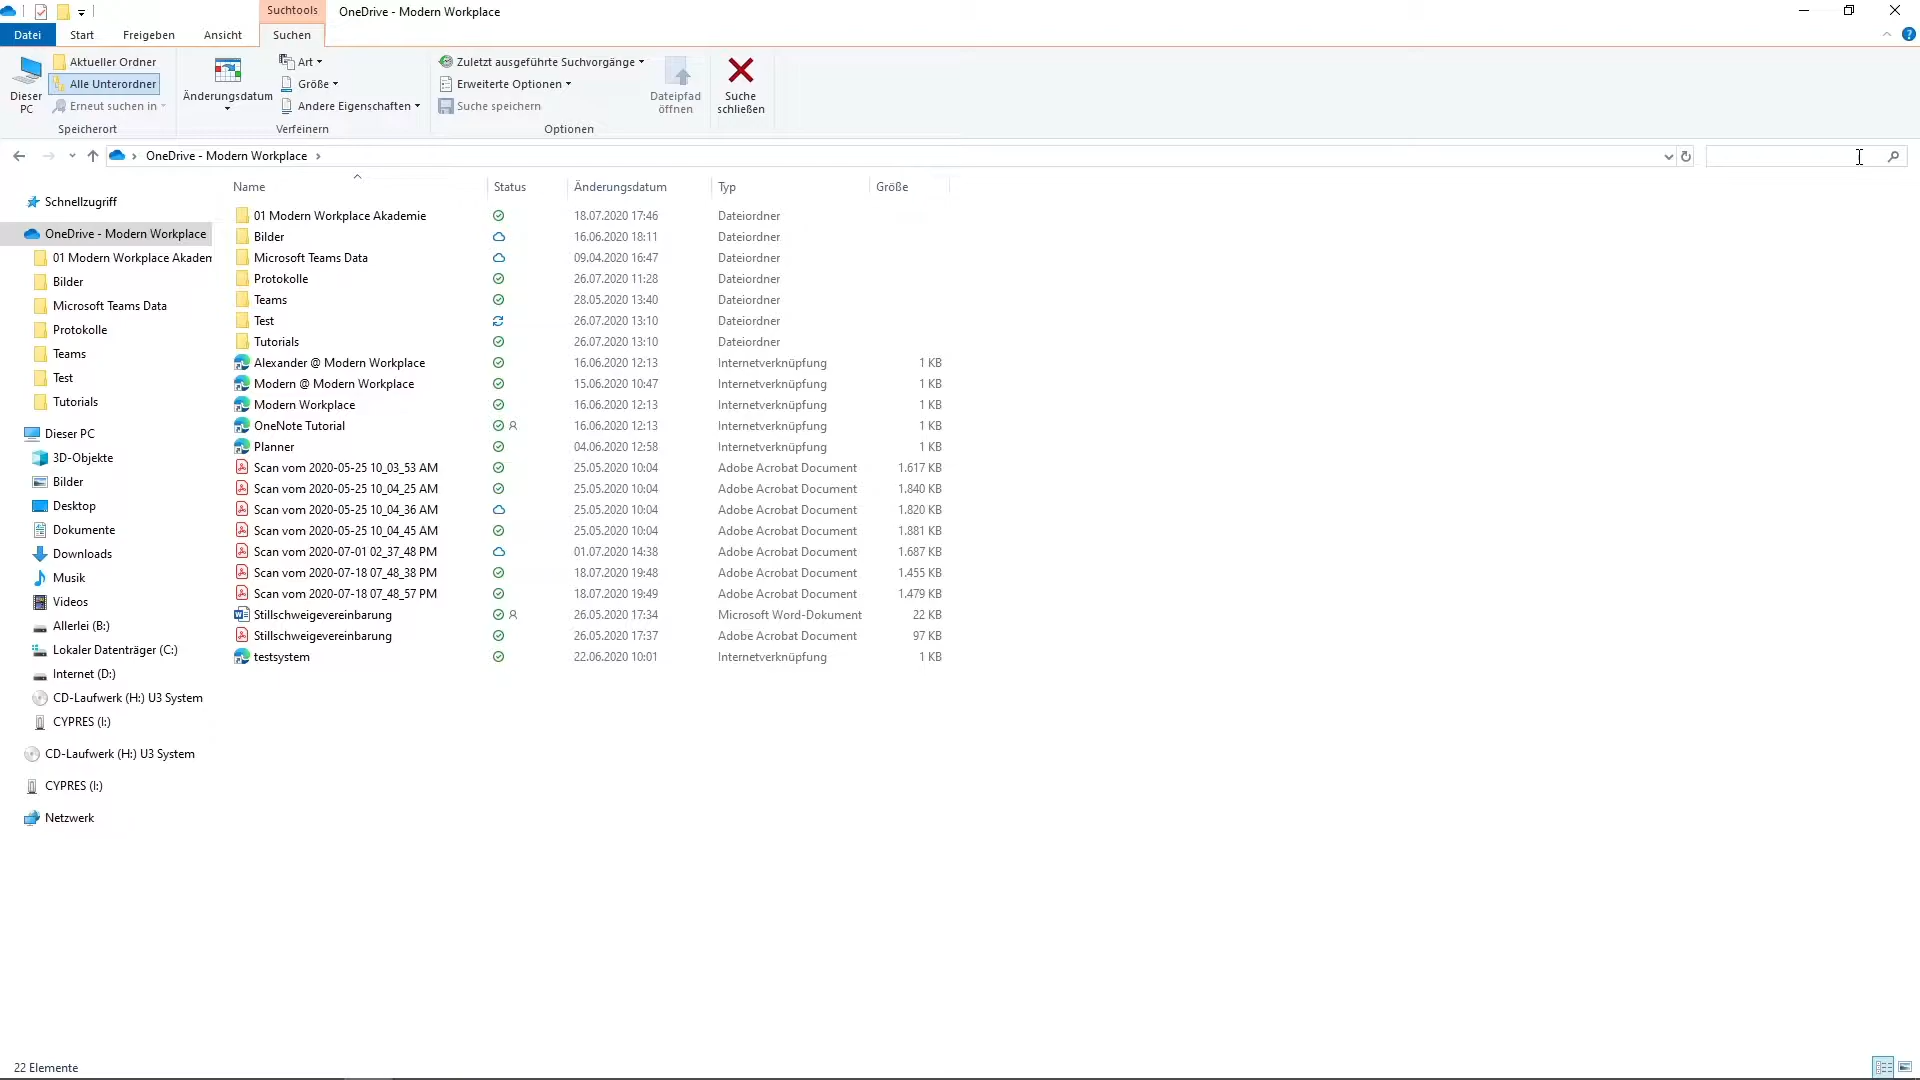 Suchtools OneDrive - Modern Workplace
Datei Start Freigeben Ansicht Suchen
Dieser PC
Aktueller Ordner
Alle Unterordner
Erneut suchen in
Speicherort
Änderungsdatum
Art
Größe
Andere Eigenschaften
Verfeinern
Zuletzt ausgeführte Suchvorgänge
Erweiterte Optionen
Suche speichern
Dateipfad öffnen
Optionen
Suche schließen
OneDrive - Modern Workplace
Schnellzugriff
OneDrive - Modern Workplace
01 Modern Workplace Akadem
Bilder
Microsoft Teams Data
Protokolle
Teams
Test
Tutorials
Dieser PC
3D-Objekte
Bilder
Desktop
Dokumente
Downloads
Musik
Videos
Allerlei (B:)
Lokaler Datenträger (C:)
Internet (D:)
CD-Laufwerk (H:) U3 System
CYPRES (I:)
CD-Laufwerk (H:) U3 System
CYPRES (I:)
Netzwerk
Name Status Änderungsdatum Typ Größe
01 Modern Workplace Akademie 18.07.2020 17:46 Dateiordner
Bilder 16.06.2020 18:11 Dateiordner
Microsoft Teams Data 09.04.2020 16:47 Dateiordner
Protokolle 26.07.2020 11:28 Dateiordner
Teams 28.05.2020 13:40 Dateiordner
Test 26.07.2020 13:10 Dateiordner
Tutorials 26.07.2020 13:10 Dateiordner
Alexander @ Modern Workplace 16.06.2020 12:13 Internetverknüpfung 1 KB
Modern @ Modern Workplace 15.06.2020 10:47 Internetverknüpfung 1 KB
Modern Workplace 16.06.2020 12:13 Internetverknüpfung 1 KB
OneNote Tutorial 16.06.2020 12:13 Internetverknüpfung 1 KB
Planner 04.06.2020 12:58 Internetverknüpfung 1 KB
Scan vom 2020-05-25 10_03_53 AM 25.05.2020 10:04 Adobe Acrobat Document 1.617 KB
Scan vom 2020-05-25 10_04_25 AM 25.05.2020 10:04 Adobe Acrobat Document 1.840 KB
Scan vom 2020-05-25 10_04_36 AM 25.05.2020 10:04 Adobe Acrobat Document 1.820 KB
Scan vom 2020-05-25 10_04_45 AM 25.05.2020 10:04 Adobe Acrobat Document 1.881 KB
Scan vom 2020-07-01 02_37_48 PM 01.07.2020 14:38 Adobe Acrobat Document 1.687 KB
Scan vom 2020-07-18 07_48_38 PM 18.07.2020 19:48 Adobe Acrobat Document 1.455 KB
Scan vom 2020-07-18 07_48_57 PM 18.07.2020 19:49 Adobe Acrobat Document 1.479 KB
Stillschweigevereinbarung 26.05.2020 17:34 Microsoft Word-Dokument 22 KB
Stillschweigevereinbarung 26.05.2020 17:37 Adobe Acrobat Document 97 KB
testsystem 22.06.2020 10:01 Internetverknüpfung 1 KB
22 Elemente